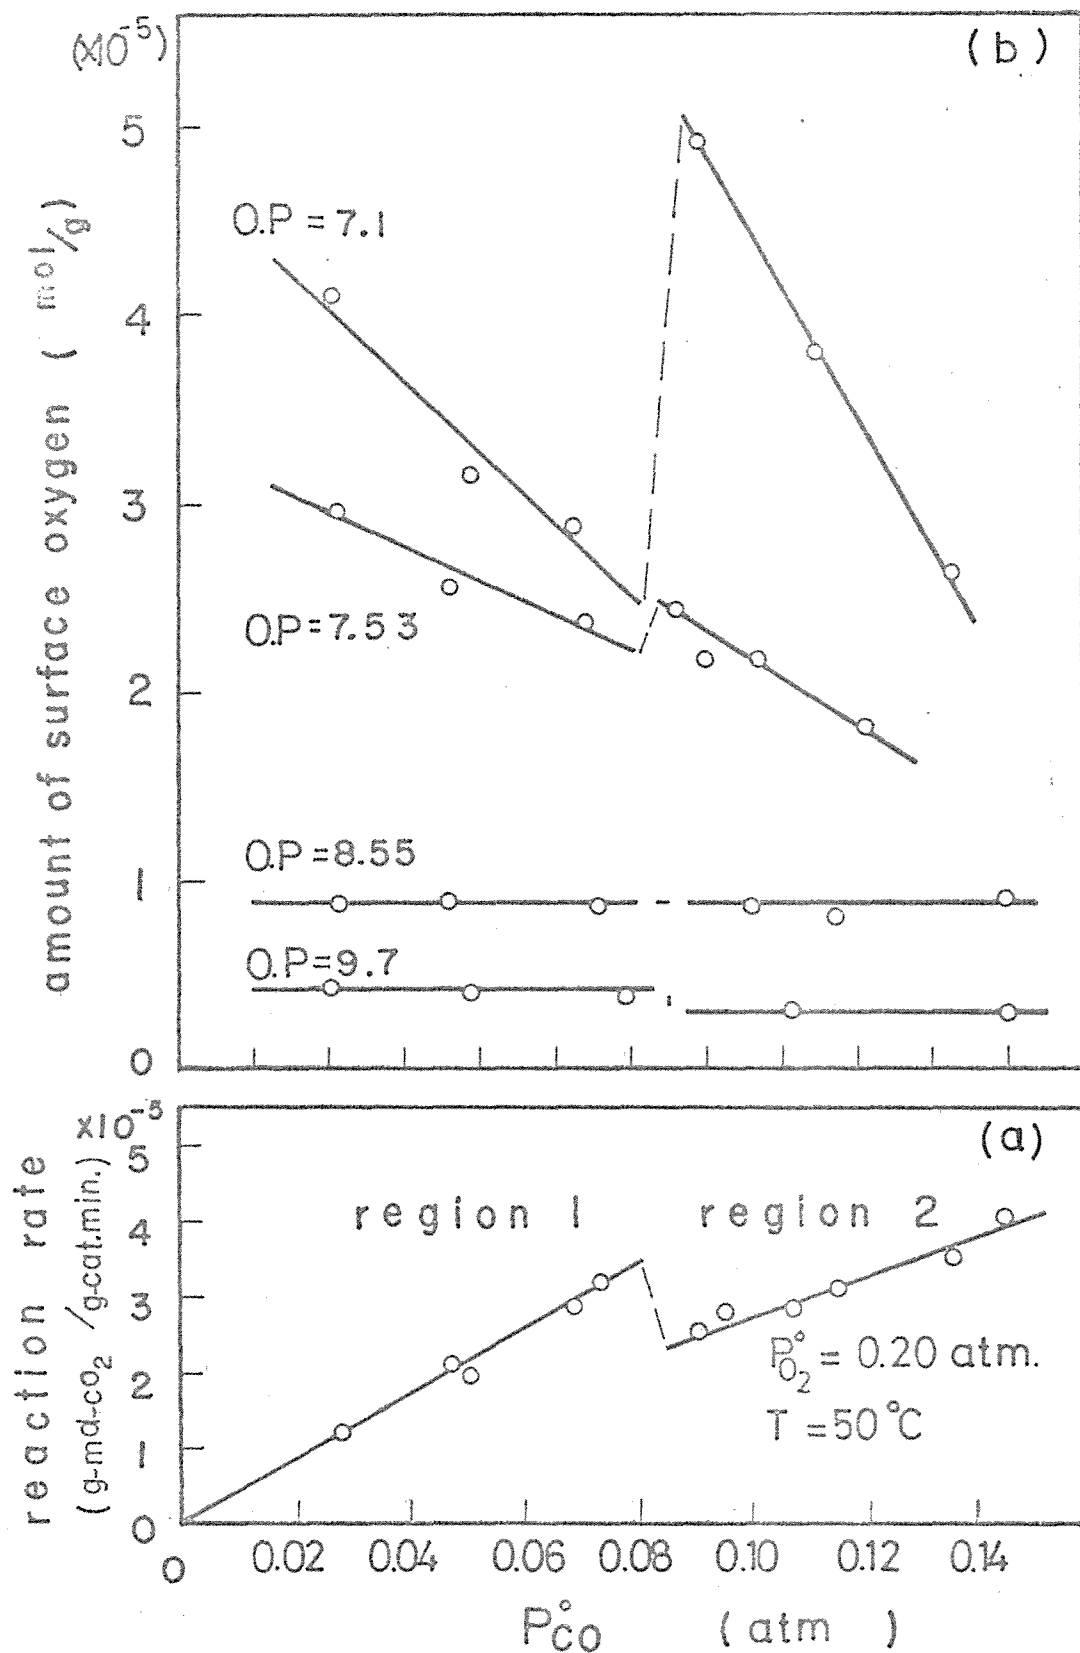 (×10⁻⁵)
(b)
5
4
3
2
1
0
amount of surface oxygen ( mol/g)
O.P = 7.1
O.P = 7.53
O.P = 8.55
O.P = 9.7
×10⁻⁵
(a)
5
4
3
2
1
0
reaction rate
(g-mol-CO₂ /g-cat.min.)
region 1
region 2
P°O₂ = 0.20 atm.
T = 50°C
0 0.02 0.04 0.06 0.08 0.10 0.12 0.14
P°CO (atm )